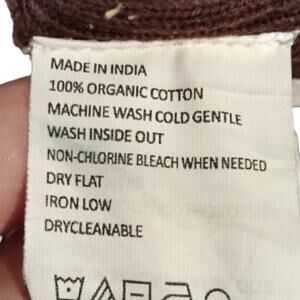 MADE IN INDIA
100% ORGANIC COTTON
MACHINE WASH COLD GENTLE
WASH INSIDE OUT
NON-CHLORINE BLEACH WHEN NEEDED
DRY FLAT
IRON LOW
DRYCLEANABLE